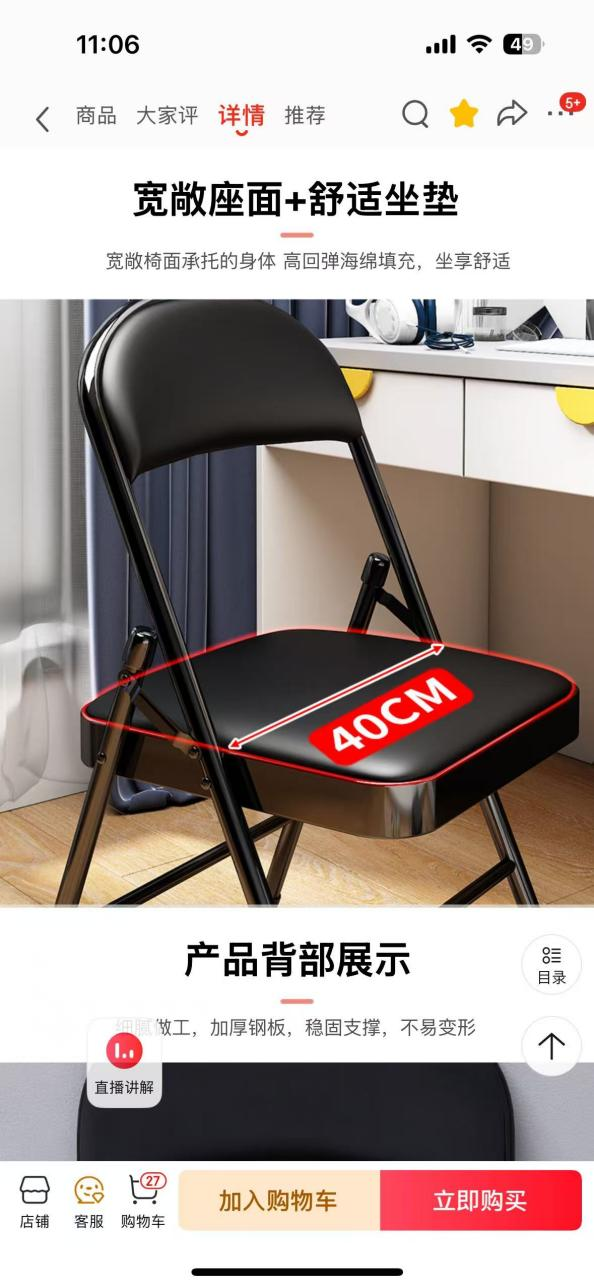 11:06
49
商品 大家评 详情 推荐
5+
宽敞座面+舒适坐垫
宽敞椅面承托的身体 高回弹海绵填充，坐享舒适
40CM
产品背部展示
目录
细腻做工，加厚钢板，稳固支撑，不易变形
直播讲解
店铺
客服
27
购物车
加入购物车
立即购买